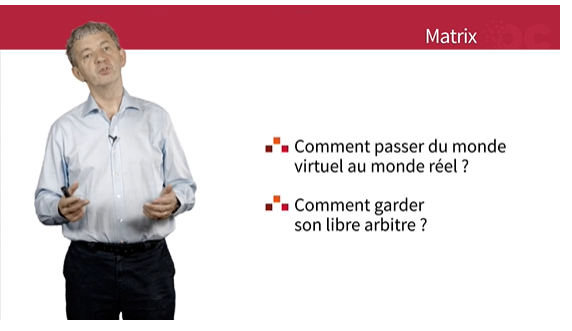 Matrix
Comment passer du monde
virtuel au monde réel ?
Comment garder
son libre arbitre ?